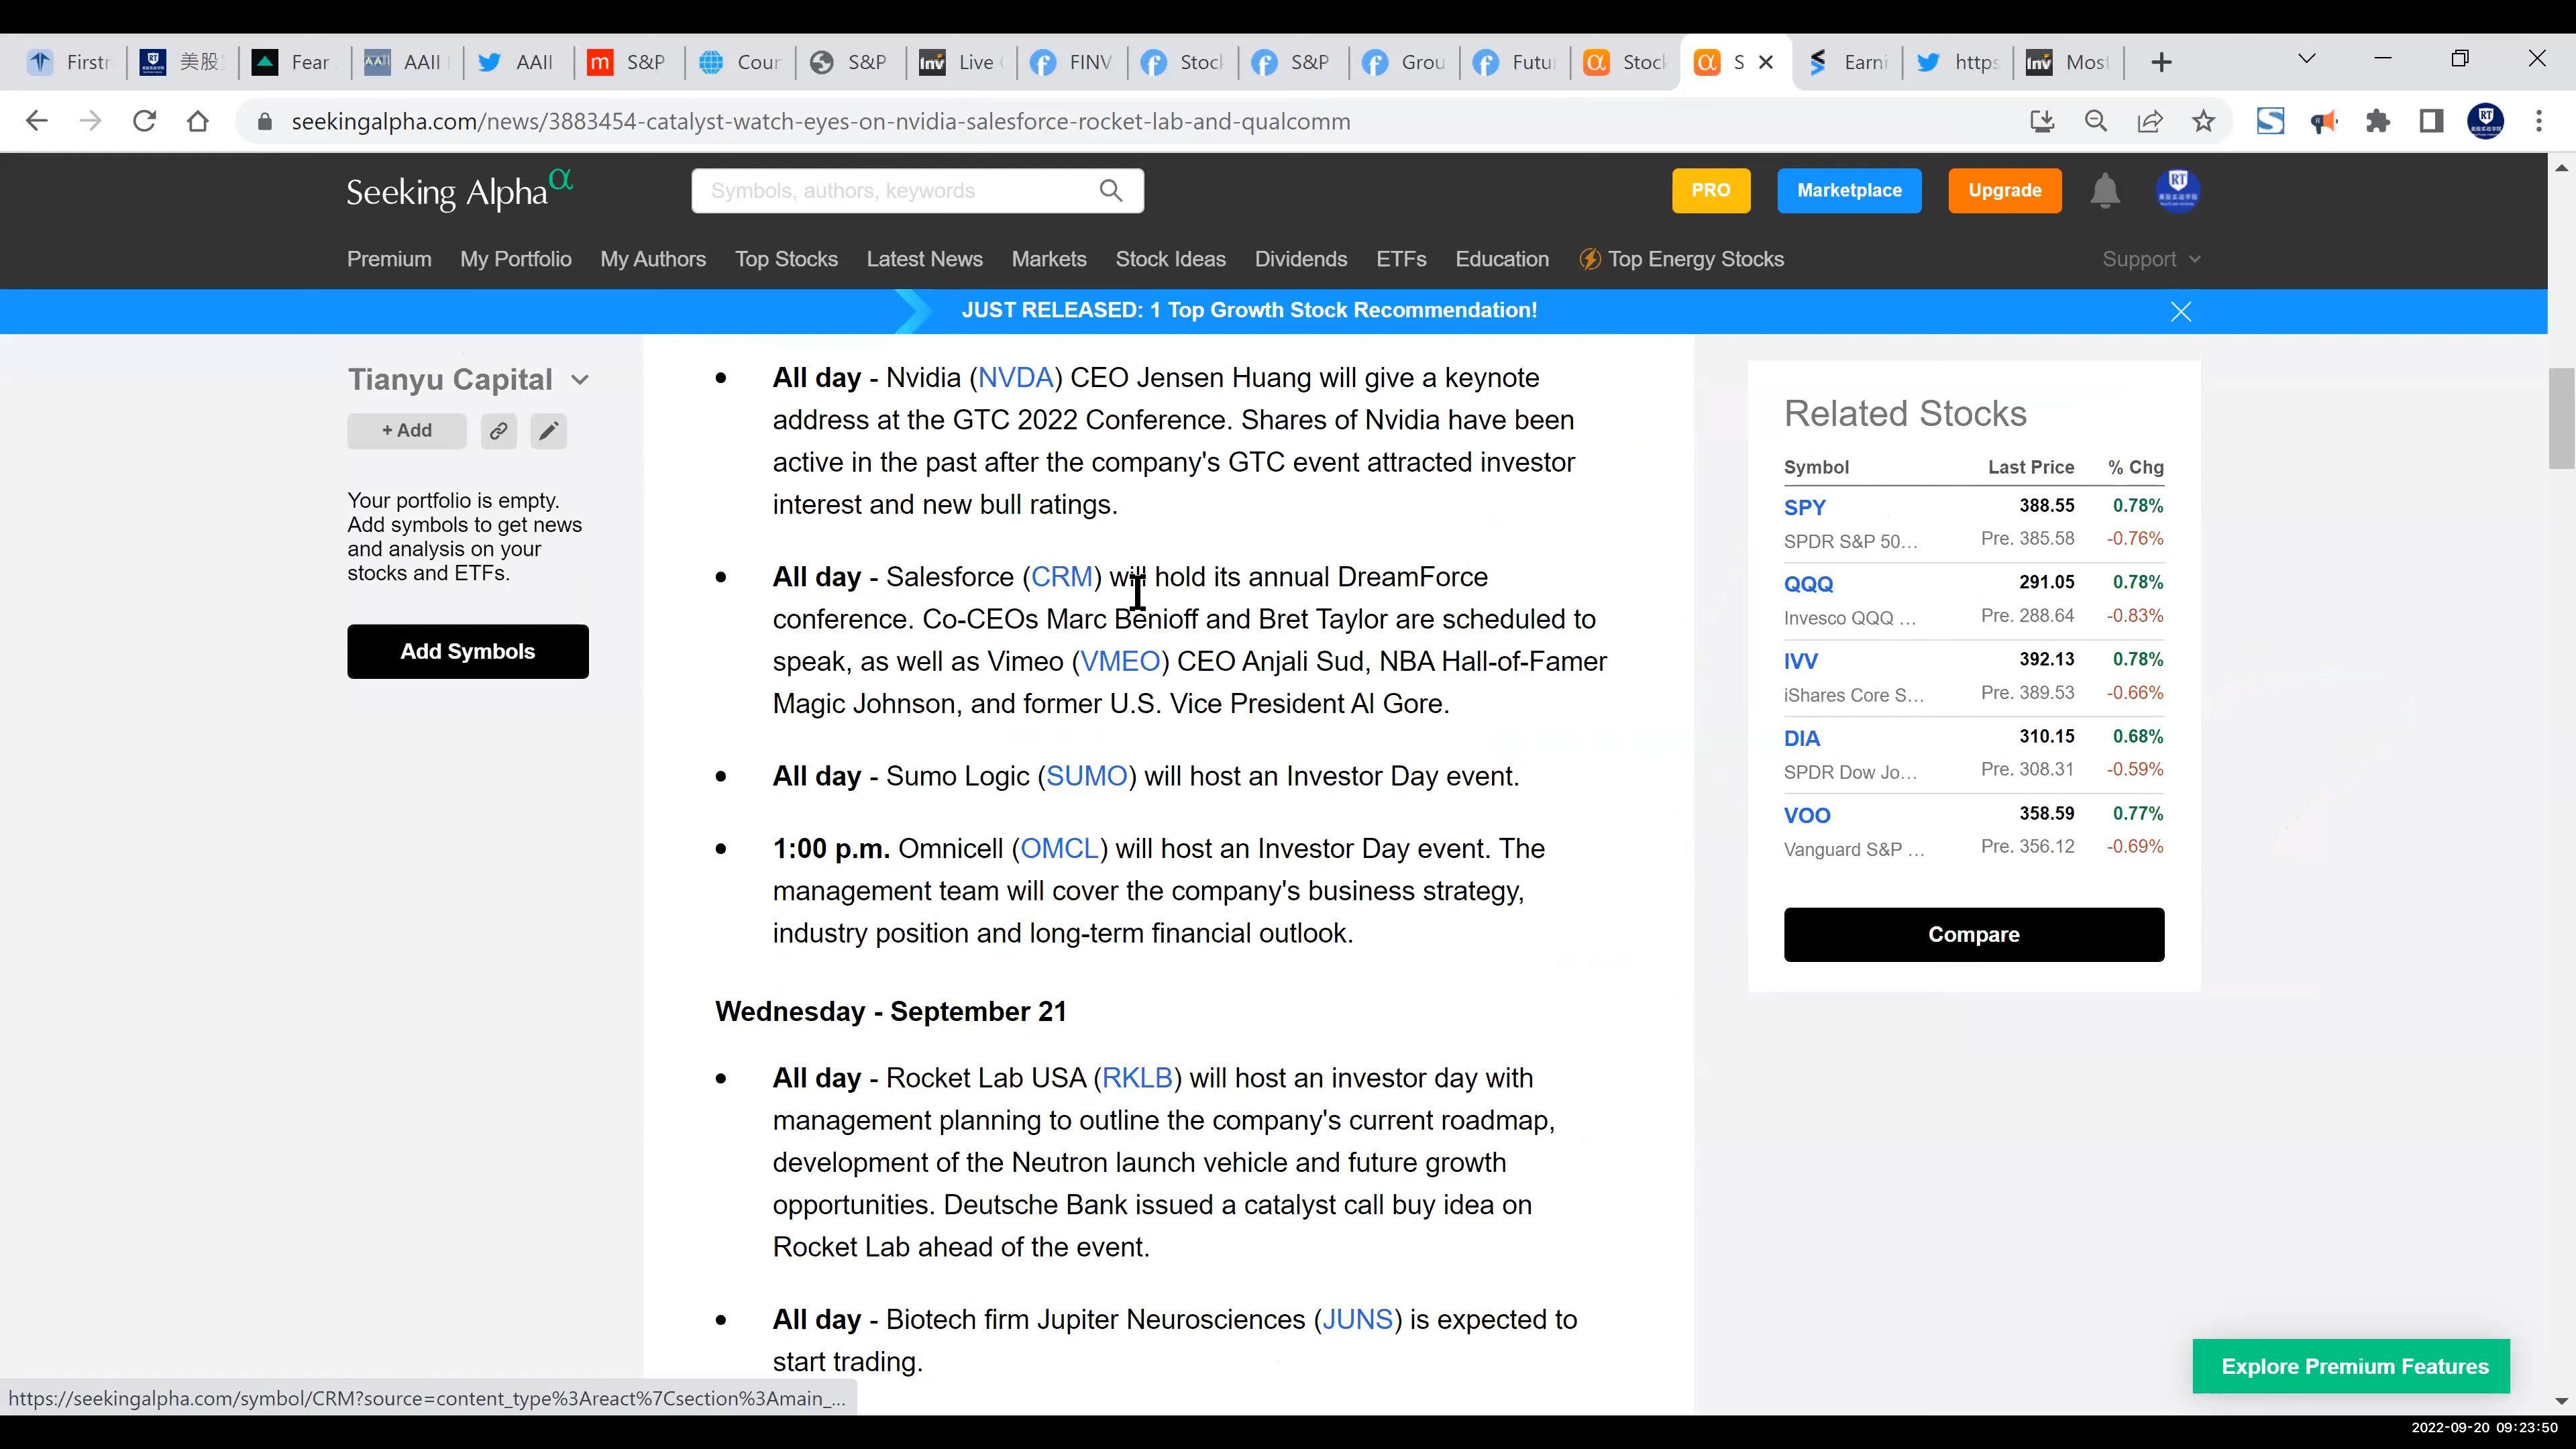 Firstr
美股
Fear
AAII
AAII
S&P
Cour
S&P
Live
FINV
Stoc
S&P
Grou
Futu
Stock
S
Earni
https
Most
seekingalpha.com/news/3883454-catalyst-watch-eyes-on-nvidia-salesforce-rocket-lab-and-qualcomm
Seeking Alpha α
Symbols, authors, keywords
PRO
Marketplace
Upgrade
Premium My Portfolio My Authors Top Stocks Latest News Markets Stock Ideas Dividends ETFs Education Top Energy Stocks Support
JUST RELEASED: 1 Top Growth Stock Recommendation!
Tianyu Capital
+ Add
Your portfolio is empty.
Add symbols to get news
and analysis on your
stocks and ETFs.
Add Symbols
All day - Nvidia (NVDA) CEO Jensen Huang will give a keynote
address at the GTC 2022 Conference. Shares of Nvidia have been
active in the past after the company's GTC event attracted investor
interest and new bull ratings.
All day - Salesforce (CRM) will hold its annual DreamForce
conference. Co-CEOs Marc Benioff and Bret Taylor are scheduled to
speak, as well as Vimeo (VMEO) CEO Anjali Sud, NBA Hall-of-Famer
Magic Johnson, and former U.S. Vice President Al Gore.
All day - Sumo Logic (SUMO) will host an Investor Day event.
1:00 p.m. Omnicell (OMCL) will host an Investor Day event. The
management team will cover the company's business strategy,
industry position and long-term financial outlook.
Wednesday - September 21
All day - Rocket Lab USA (RKLB) will host an investor day with
management planning to outline the company's current roadmap,
development of the Neutron launch vehicle and future growth
opportunities. Deutsche Bank issued a catalyst call buy idea on
Rocket Lab ahead of the event.
All day - Biotech firm Jupiter Neurosciences (JUNS) is expected to
start trading.
Related Stocks
Symbol Last Price % Chg
SPY 388.55 0.78%
SPDR S&P 50... Pre. 385.58 -0.76%
QQQ 291.05 0.78%
Invesco QQQ ... Pre. 288.64 -0.83%
IVV 392.13 0.78%
iShares Core S... Pre. 389.53 -0.66%
DIA 310.15 0.68%
SPDR Dow Jo... Pre. 308.31 -0.59%
VOO 358.59 0.77%
Vanguard S&P ... Pre. 356.12 -0.69%
Compare
Explore Premium Features
https://seekingalpha.com/symbol/CRM?source=content_type%3Areact%7Csection%3Amain_...
2022-09-20 09:23:50